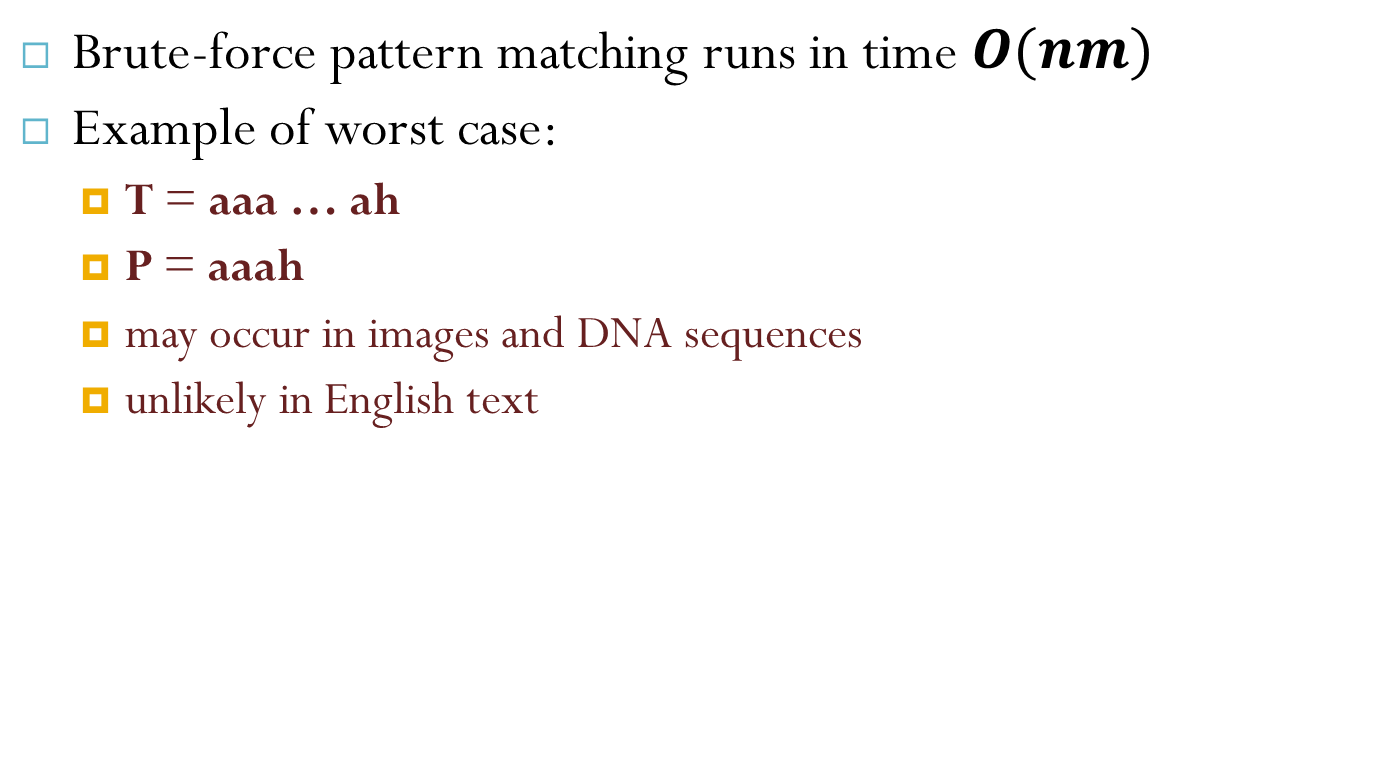 Brute-force pattern matching runs in time O(nm)
Example of worst case:
T = aaa … ah
P = aaah
may occur in images and DNA sequences
unlikely in English text